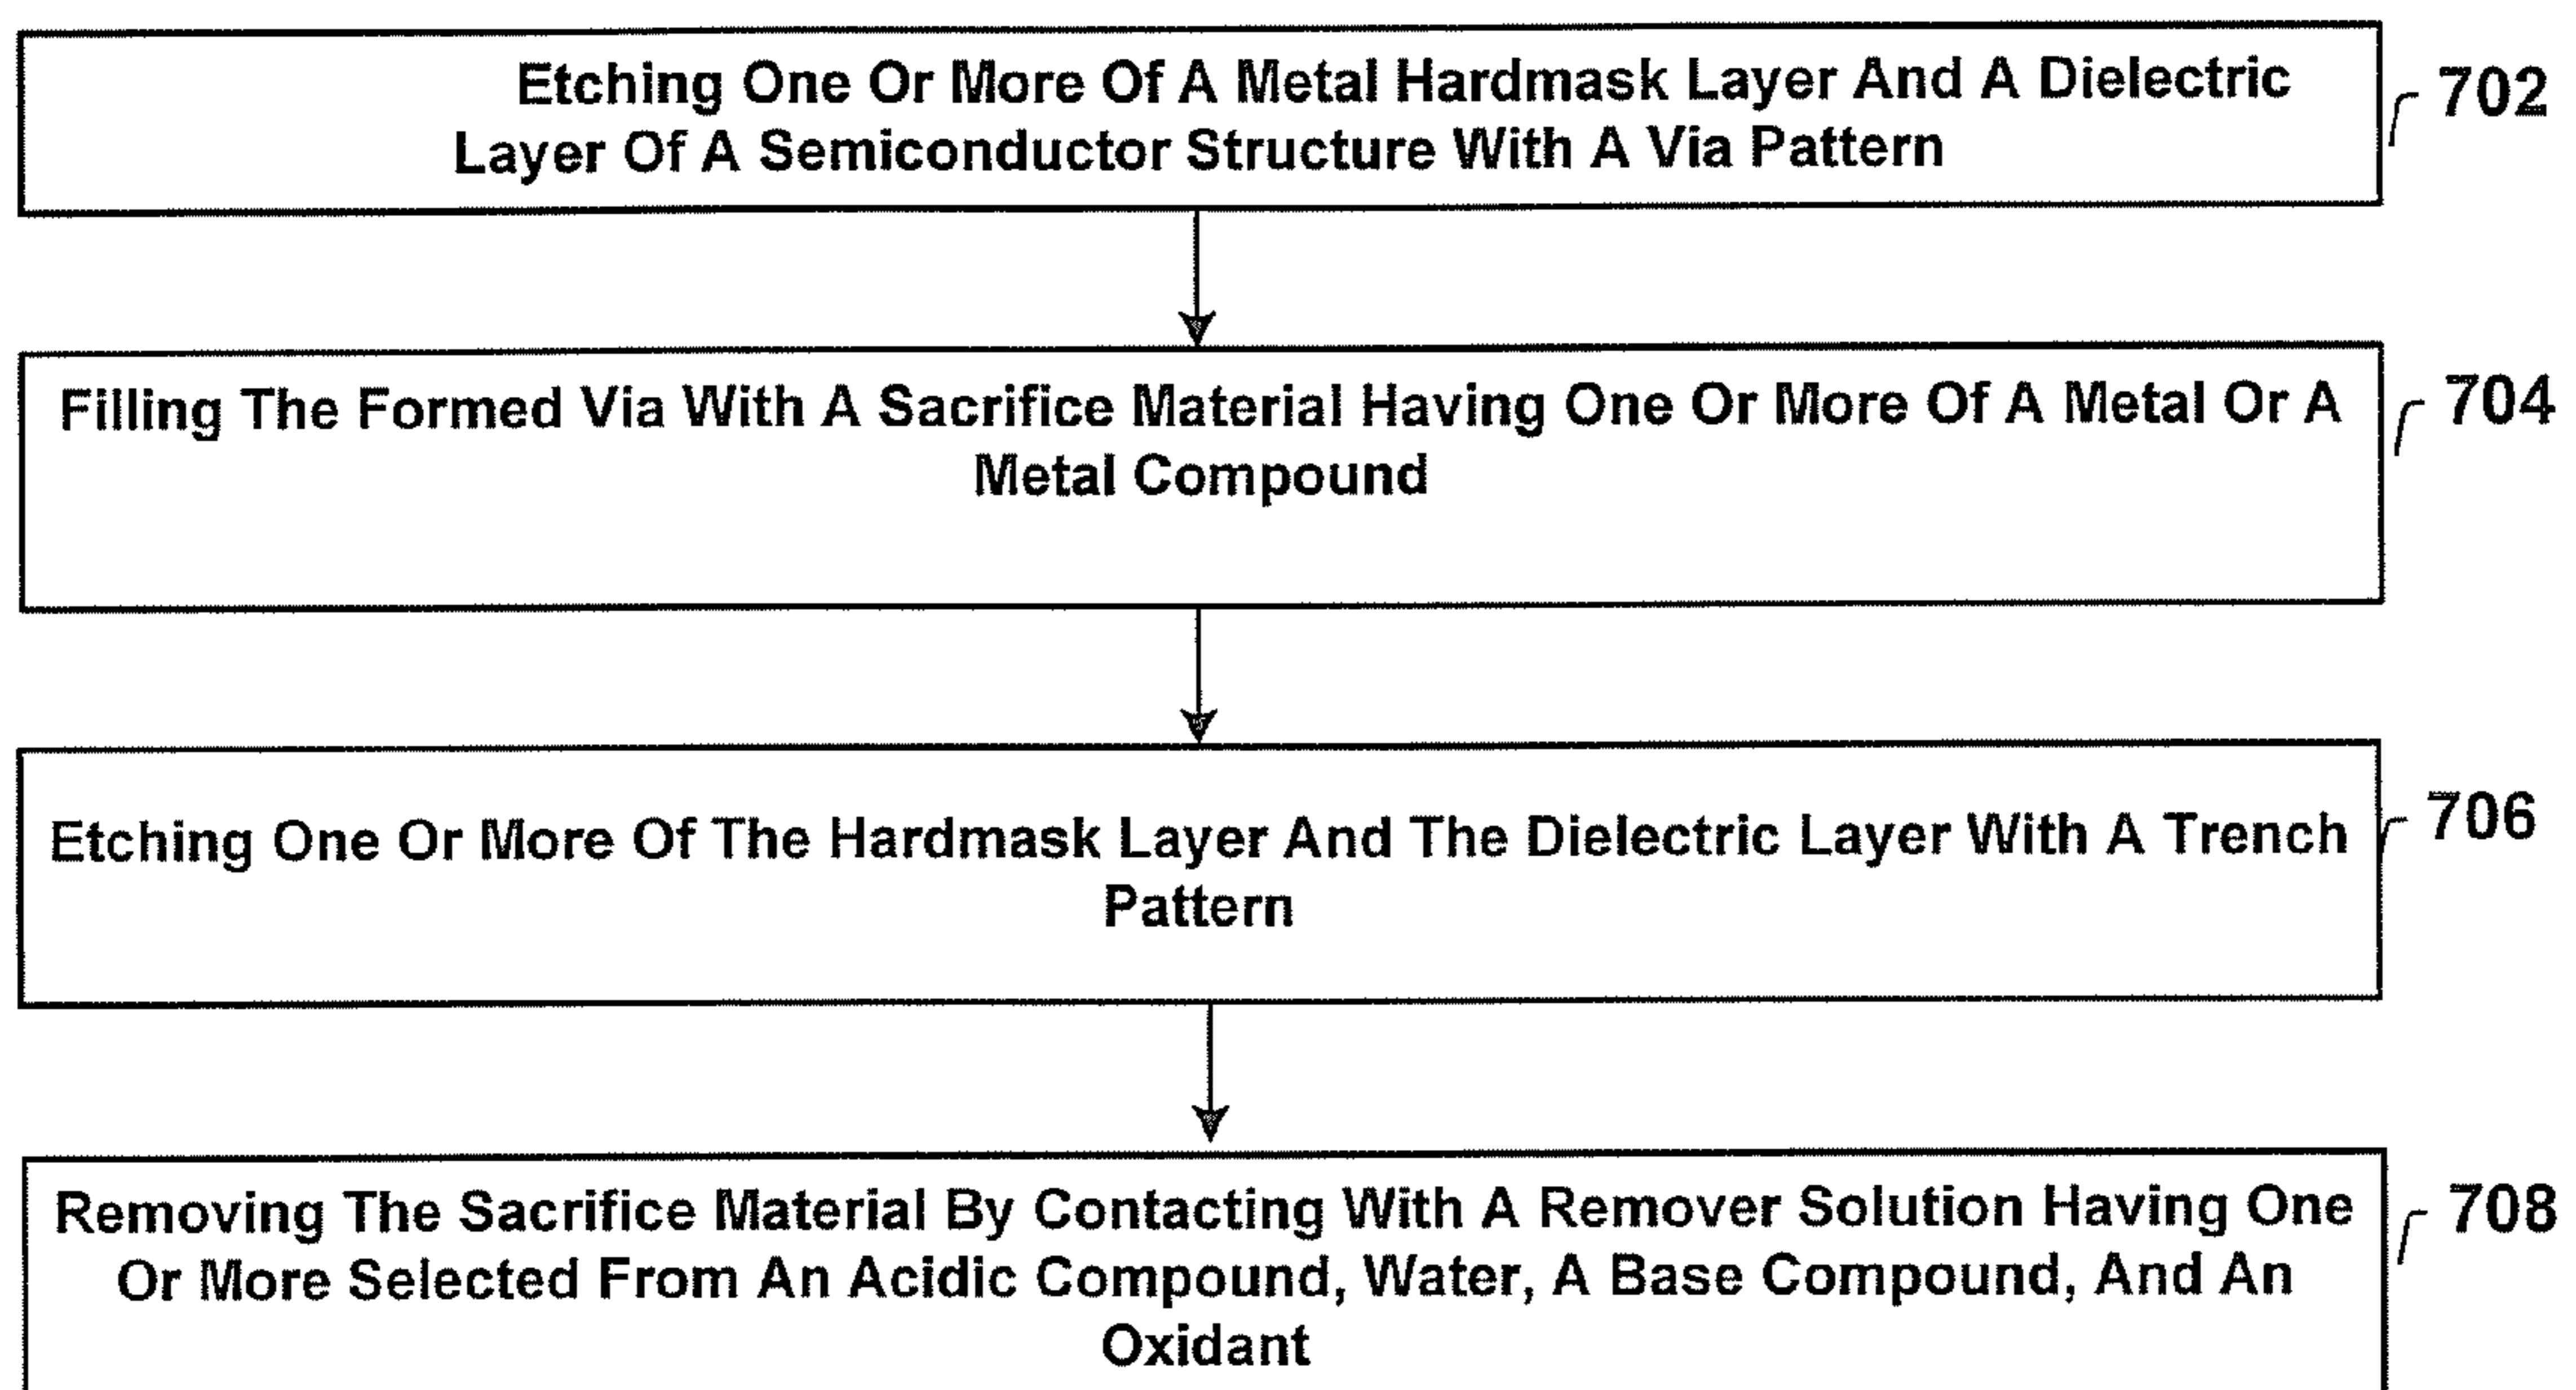 Etching One Or More Of A Metal Hardmask Layer And A Dielectric
Layer Of A Semiconductor Structure With A Via Pattern
702
Filling The Formed Via With A Sacrifice Material Having One Or More Of A Metal Or A
Metal Compound
704
Etching One Or More Of The Hardmask Layer And The Dielectric Layer With A Trench
Pattern
706
Removing The Sacrifice Material By Contacting With A Remover Solution Having One
Or More Selected From An Acidic Compound, Water, A Base Compound, And An
Oxidant
708